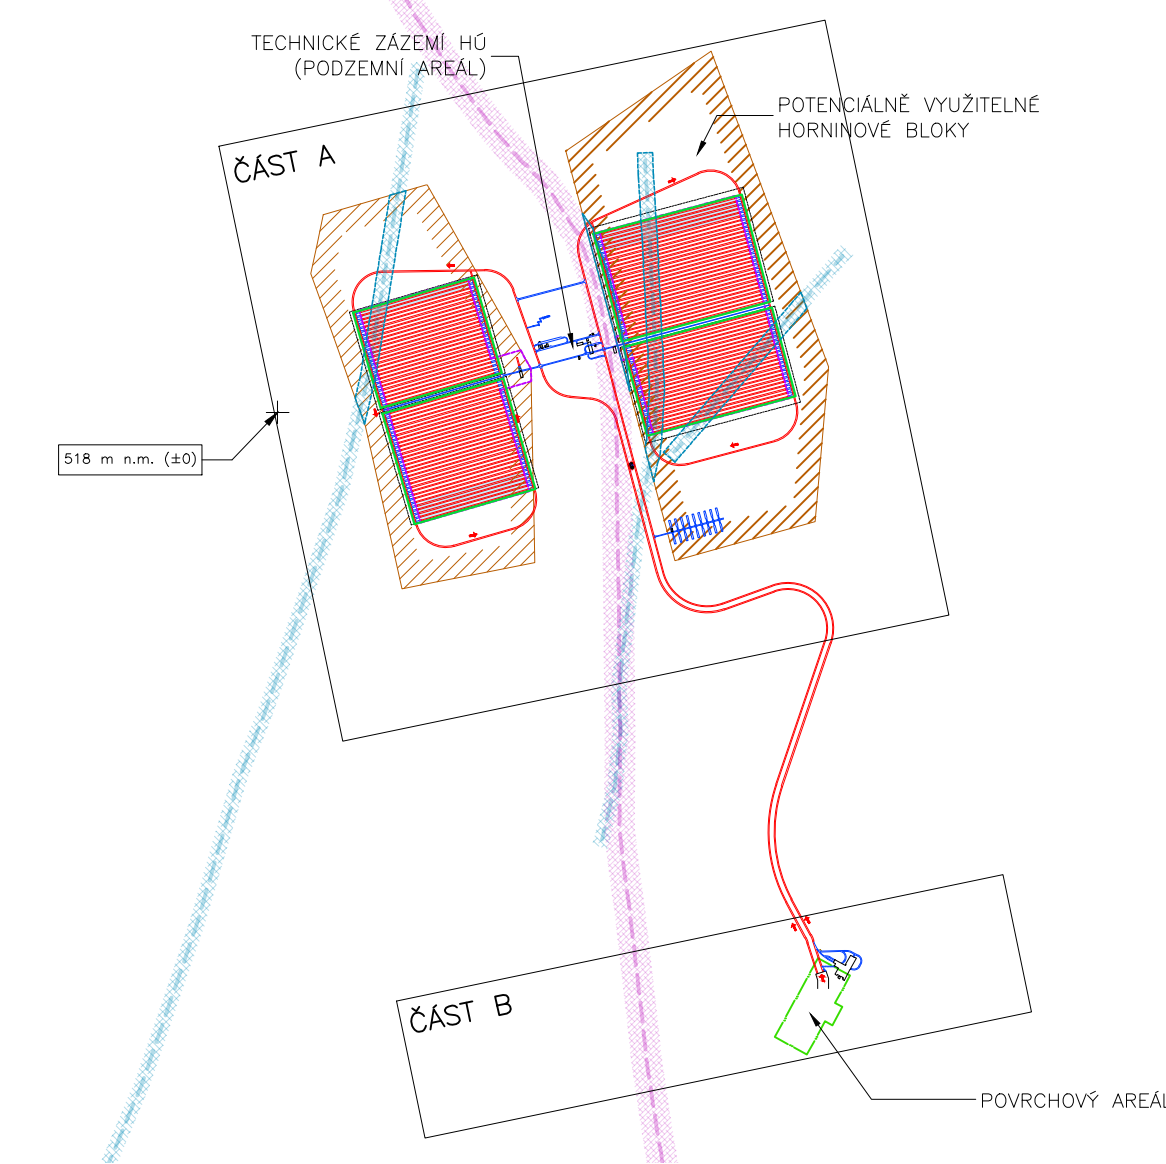 TECHNICKÉ ZÁZEMÍ HÚ
(PODZEMNÍ AREÁL)
POTENCIÁLNĚ VYUŽITELNÉ
HORNINOVÉ BLOKY
ČÁST A
518 m n.m. (±0)
ČÁST B
POVRCHOVÝ AREÁL